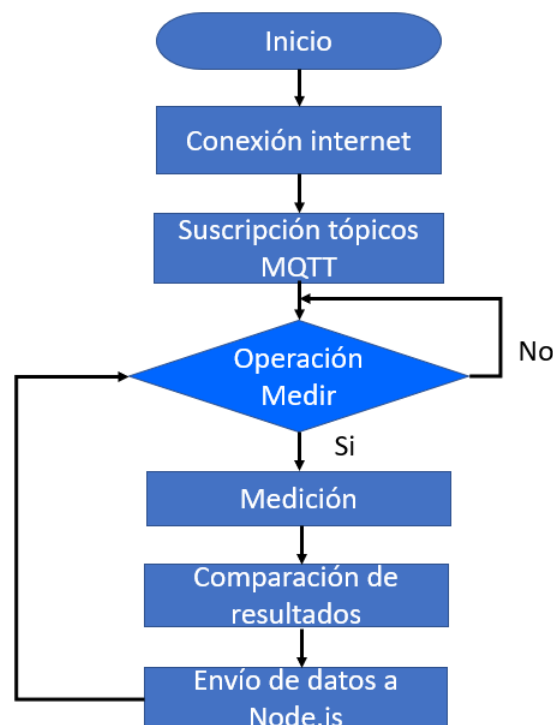 Inicio
Conexión internet
Suscripción tópicos
MQTT
Operación
Medir
No
Si
Medición
Comparación de
resultados
Envío de datos a
Node.js